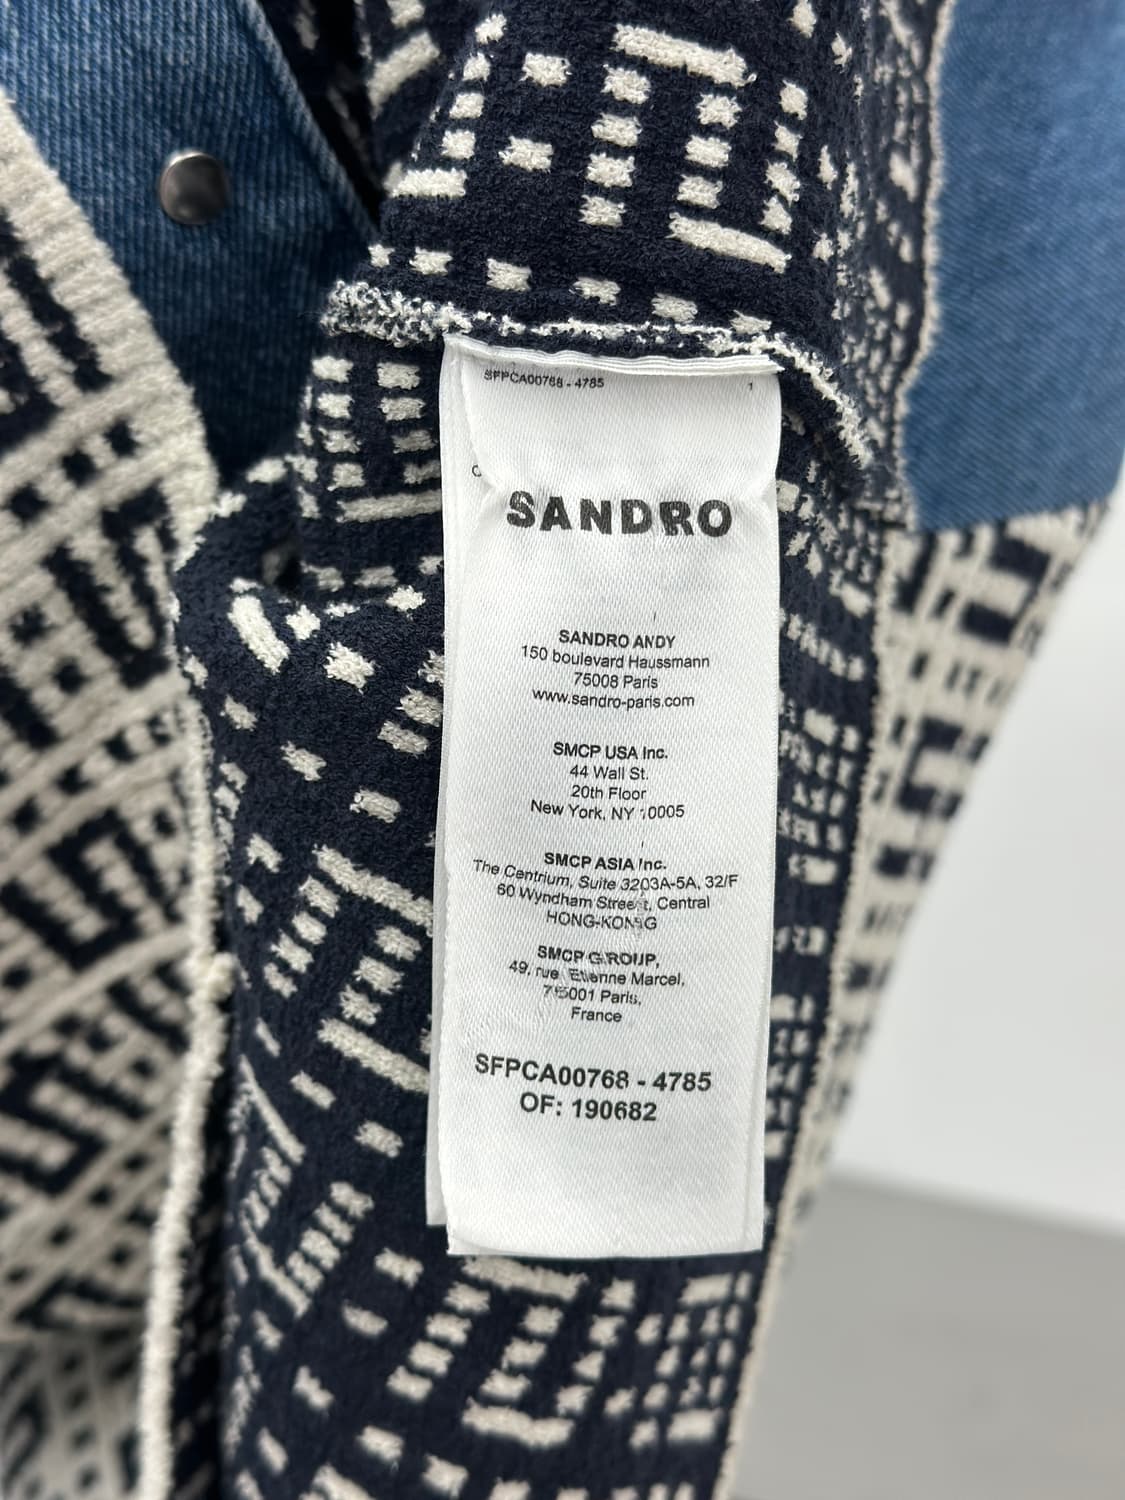 SFPCA00768 - 4785 1
C
SANDRO
SANDRO ANDY
150 boulevard Haussmann
75008 Paris
www.sandro-paris.com
SMCP USA Inc.
44 Wall St.
20th Floor
New York, NY 10005
SMCP ASIA Inc.
The Centrium, Suite 3203A-5A, 32/F
60 Wyndham Street, Central
HONG-KONG
SMCP GROUP,
49, rue Etienne Marcel,
75001 Paris,
France
SFPCA00768 - 4785
OF: 190682